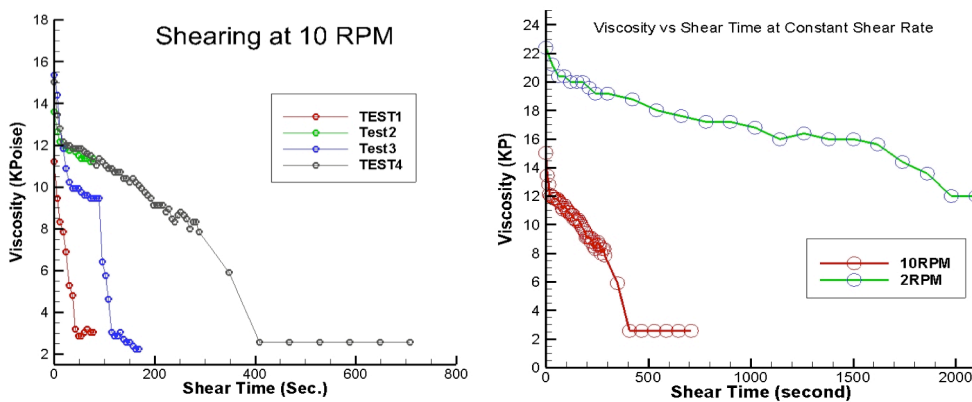 Shearing at 10 RPM
TEST1
Test2
Test3
TEST4
Viscosity (KPoise)
18
16
14
12
10
8
6
4
2
0
200
400
600
800
Shear Time (Sec.)
Viscosity vs Shear Time at Constant Shear Rate
10RPM
2RPM
Viscosity (KP)
24
22
20
18
16
14
12
10
8
6
4
2
0
0
500
1000
1500
2000
Shear Time (second)